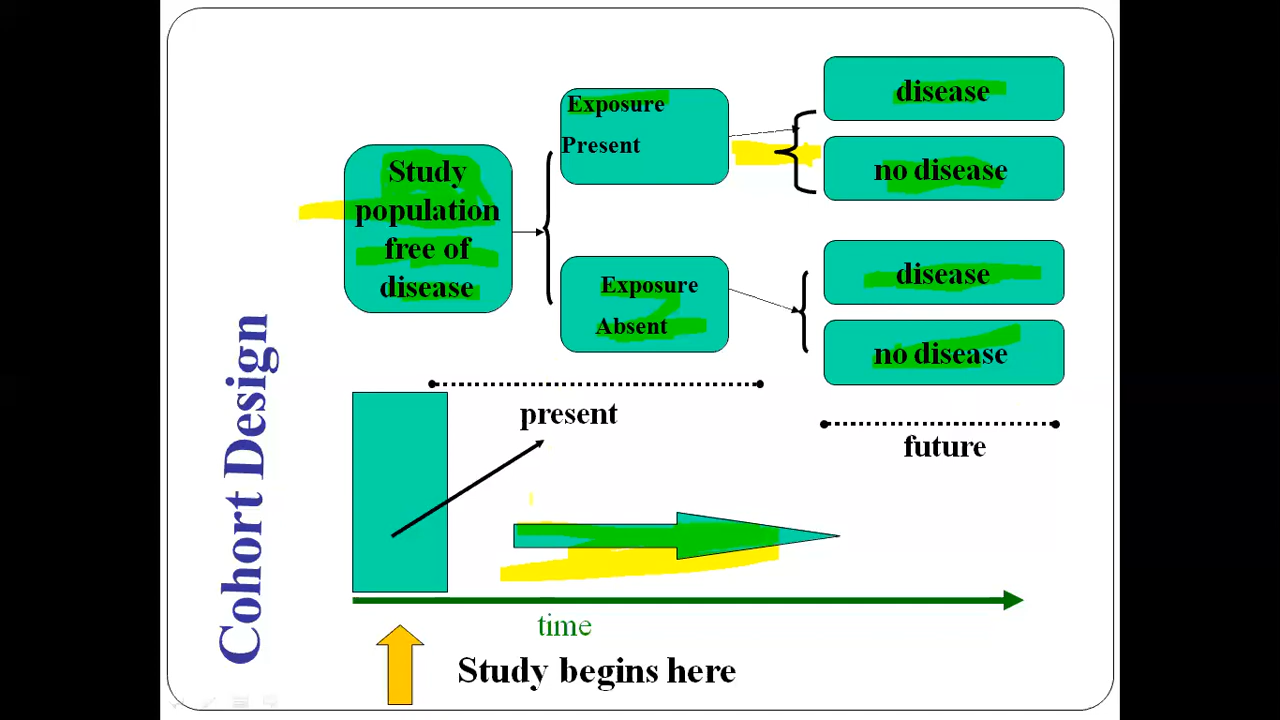 Cohort Design
Study
population
free of
disease
Exposure
Present
disease
no disease
Exposure
Absent
disease
no disease
present
future
time
Study begins here